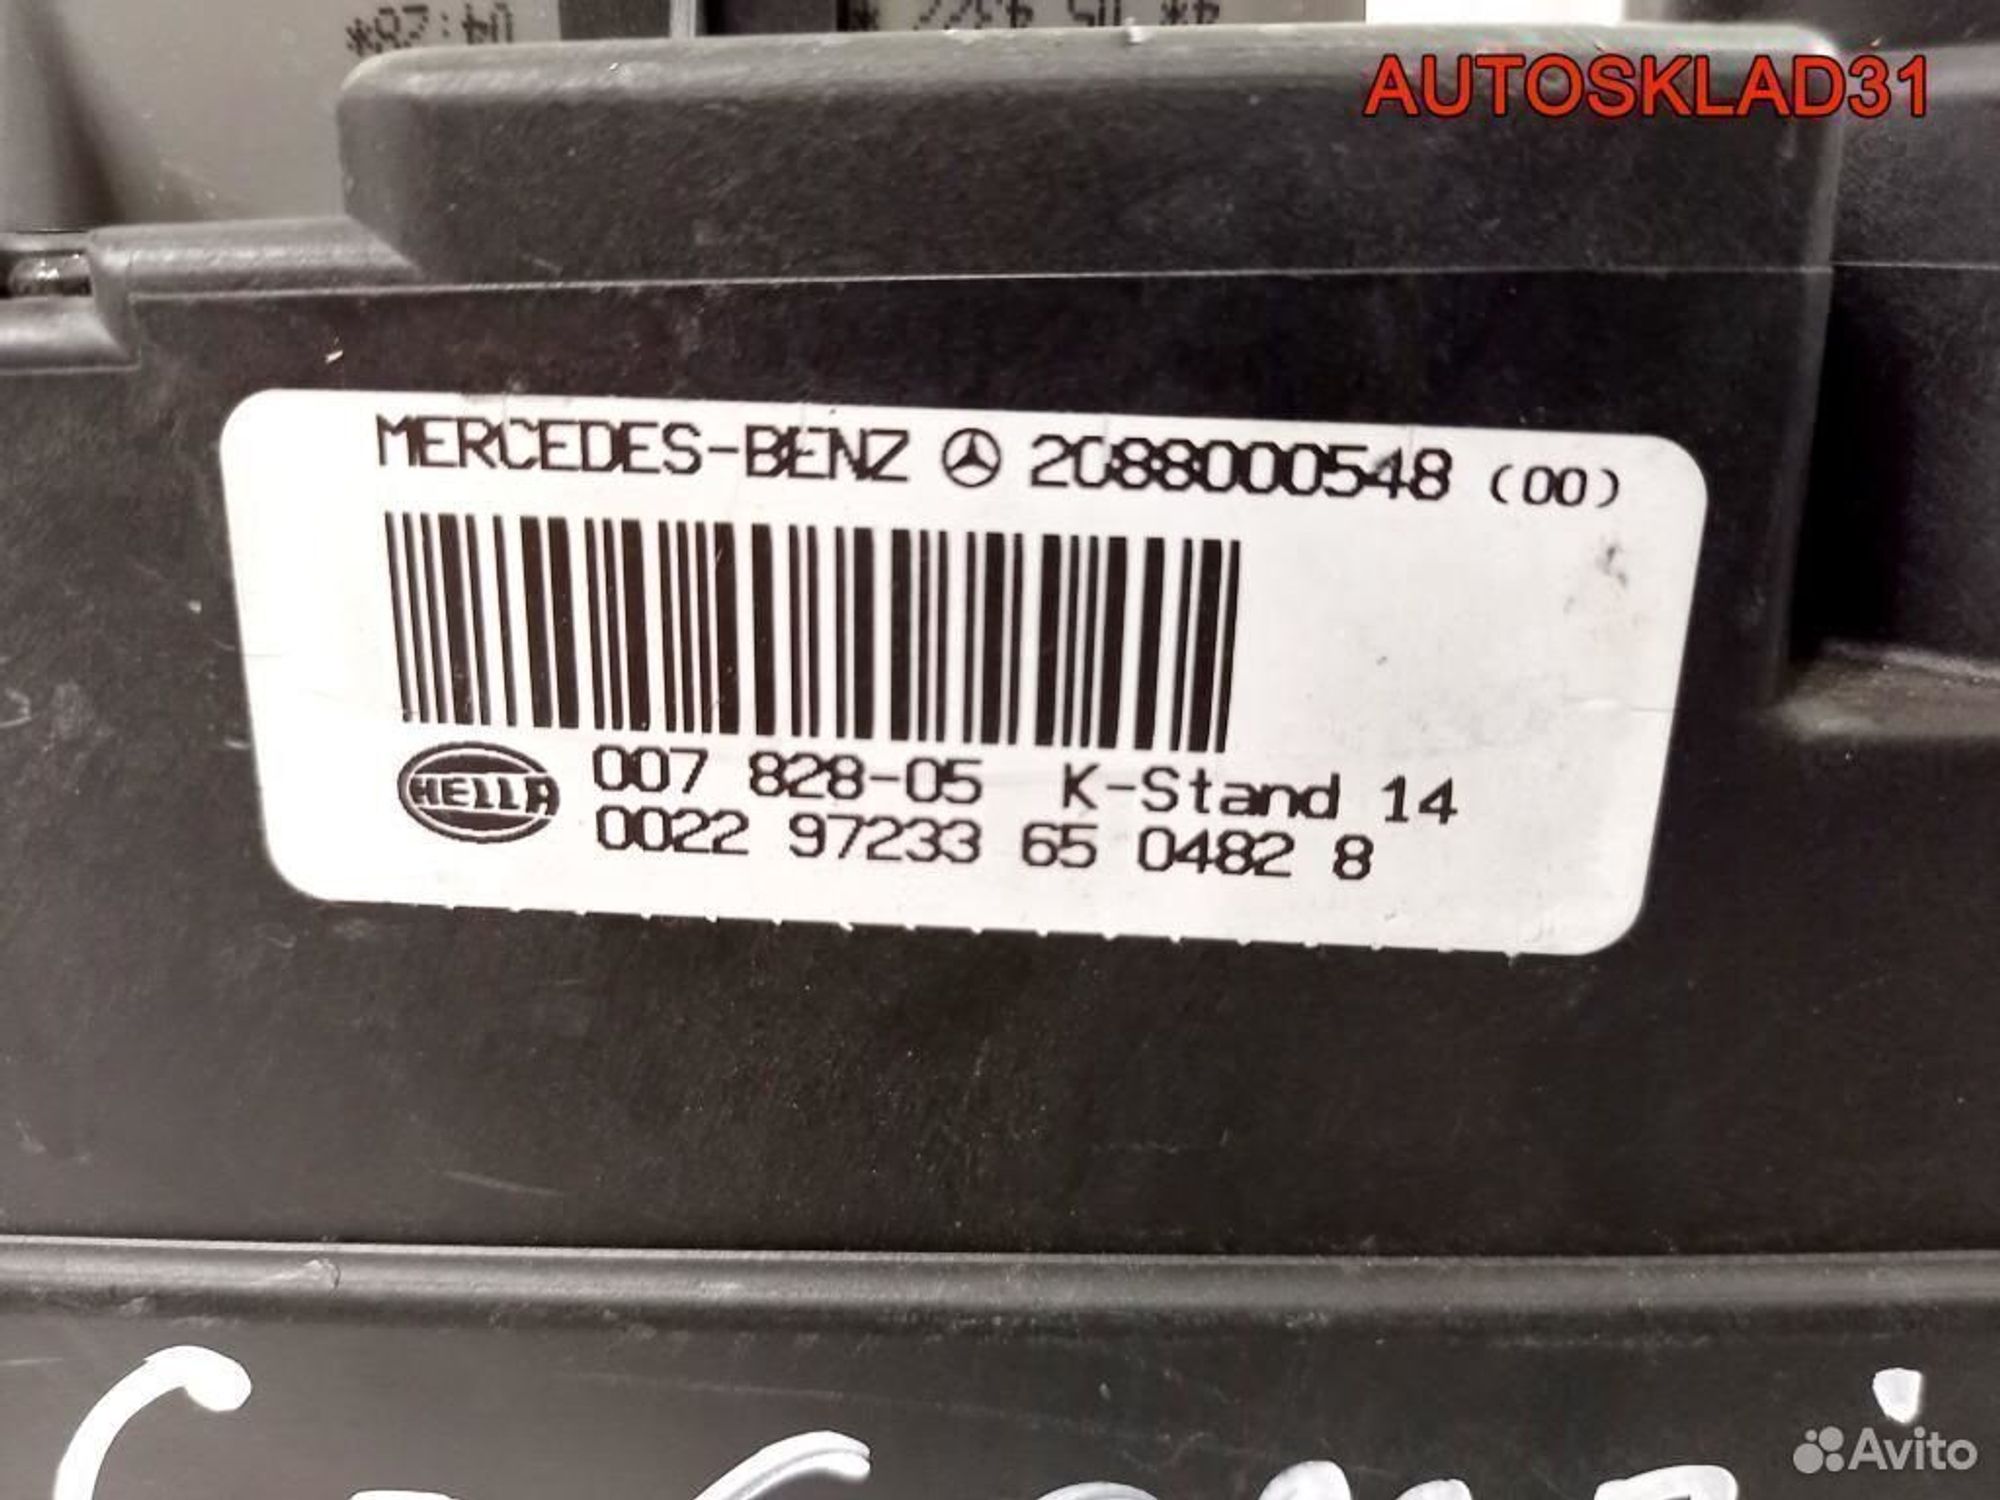 AUTOSKLAD31
MERCEDES-BENZ 2088000548 (00)
HELLA 007 828-05 K-Stand 14
0022 97233 65 0482 8
Avito